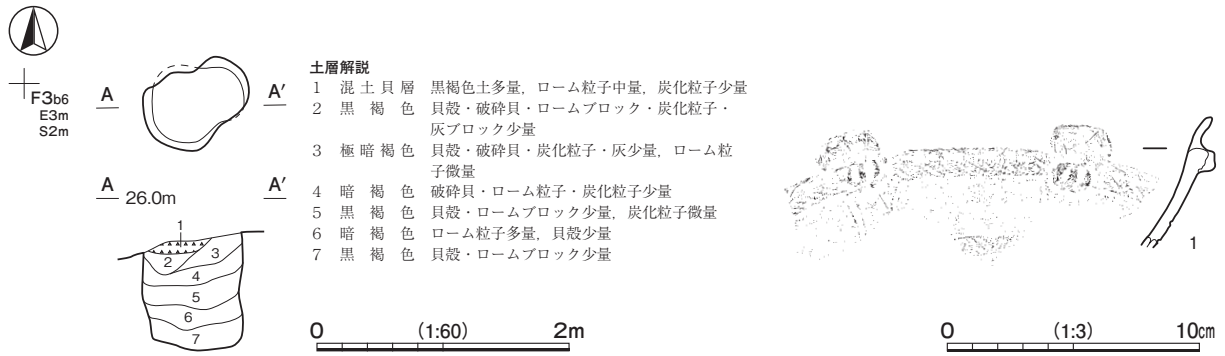 F3b6
E3m
S2m
A A′
A 26.0m A′
1
2
3
4
5
6
7
土層解説
1 混土貝層 黒褐色土多量，ローム粒子中量，炭化粒子少量
2 黒褐色 貝殻・破砕貝・ロームブロック・炭化粒子・
灰ブロック少量
3 極暗褐色 貝殻・破砕貝・炭化粒子・灰少量，ローム粒
子微量
4 暗褐色 破砕貝・ローム粒子・炭化粒子少量
5 黒褐色 貝殻・ロームブロック少量，炭化粒子微量
6 暗褐色 ローム粒子多量，貝殻少量
7 黒褐色 貝殻・ロームブロック少量
0 (1:60) 2m
1
0 (1:3) 10cm